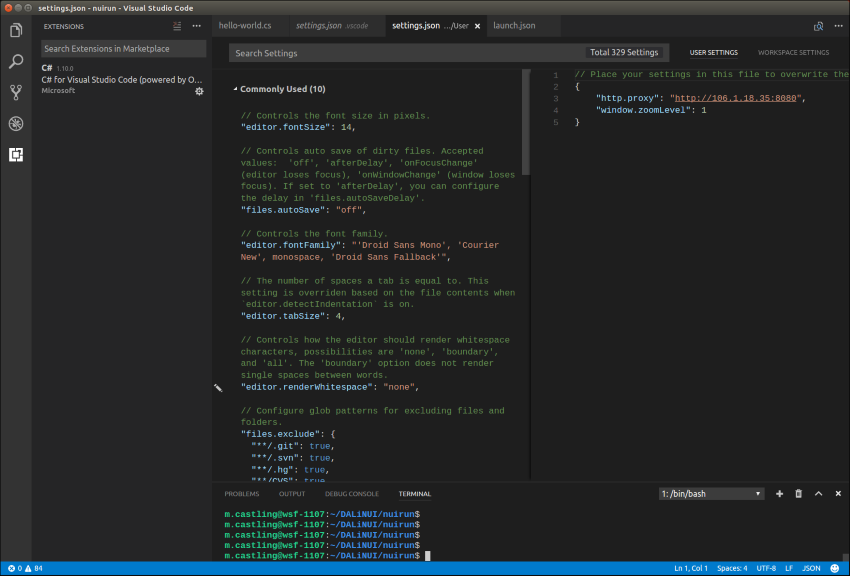 settings.json - nuirun - Visual Studio Code
EXTENSIONS
Search Extensions in Marketplace
C# 1.10.0
C# for Visual Studio Code (powered by O...
Microsoft
hello-world.cs
settings.json .vscode
settings.json .../User
launch.json
Search Settings
Total 329 Settings
USER SETTINGS
WORKSPACE SETTINGS
Commonly Used (10)
// Controls the font size in pixels.
"editor.fontSize": 14,
// Controls auto save of dirty files. Accepted
values:  'off', 'afterDelay', 'onFocusChange'
(editor loses focus), 'onWindowChange' (window loses
focus). If set to 'afterDelay', you can configure
the delay in 'files.autoSaveDelay'.
"files.autoSave": "off",
// Controls the font family.
"editor.fontFamily": "'Droid Sans Mono', 'Courier
New', monospace, 'Droid Sans Fallback'",
// The number of spaces a tab is equal to. This
setting is overriden based on the file contents when
`editor.detectIndentation` is on.
"editor.tabSize": 4,
// Controls how the editor should render whitespace
characters, possibilities are 'none', 'boundary',
and 'all'. The 'boundary' option does not render
single spaces between words.
"editor.renderWhitespace": "none",
// Configure glob patterns for excluding files and
folders.
"files.exclude": {
"**/.git": true,
"**/.svn": true,
"**/.hg": true,
"**/CVS": true
1 // Place your settings in this file to overwrite the
2 {
3 "http.proxy": "http://106.1.18.35:8080",
4 "window.zoomLevel": 1
5 }
PROBLEMS
OUTPUT
DEBUG CONSOLE
TERMINAL
1: /bin/bash
m.castling@wsf-1107:~/DALiNUI/nuirun$
m.castling@wsf-1107:~/DALiNUI/nuirun$
m.castling@wsf-1107:~/DALiNUI/nuirun$
m.castling@wsf-1107:~/DALiNUI/nuirun$
m.castling@wsf-1107:~/DALiNUI/nuirun$
0
84
Ln 1, Col 1
Spaces: 4
UTF-8
LF
JSON